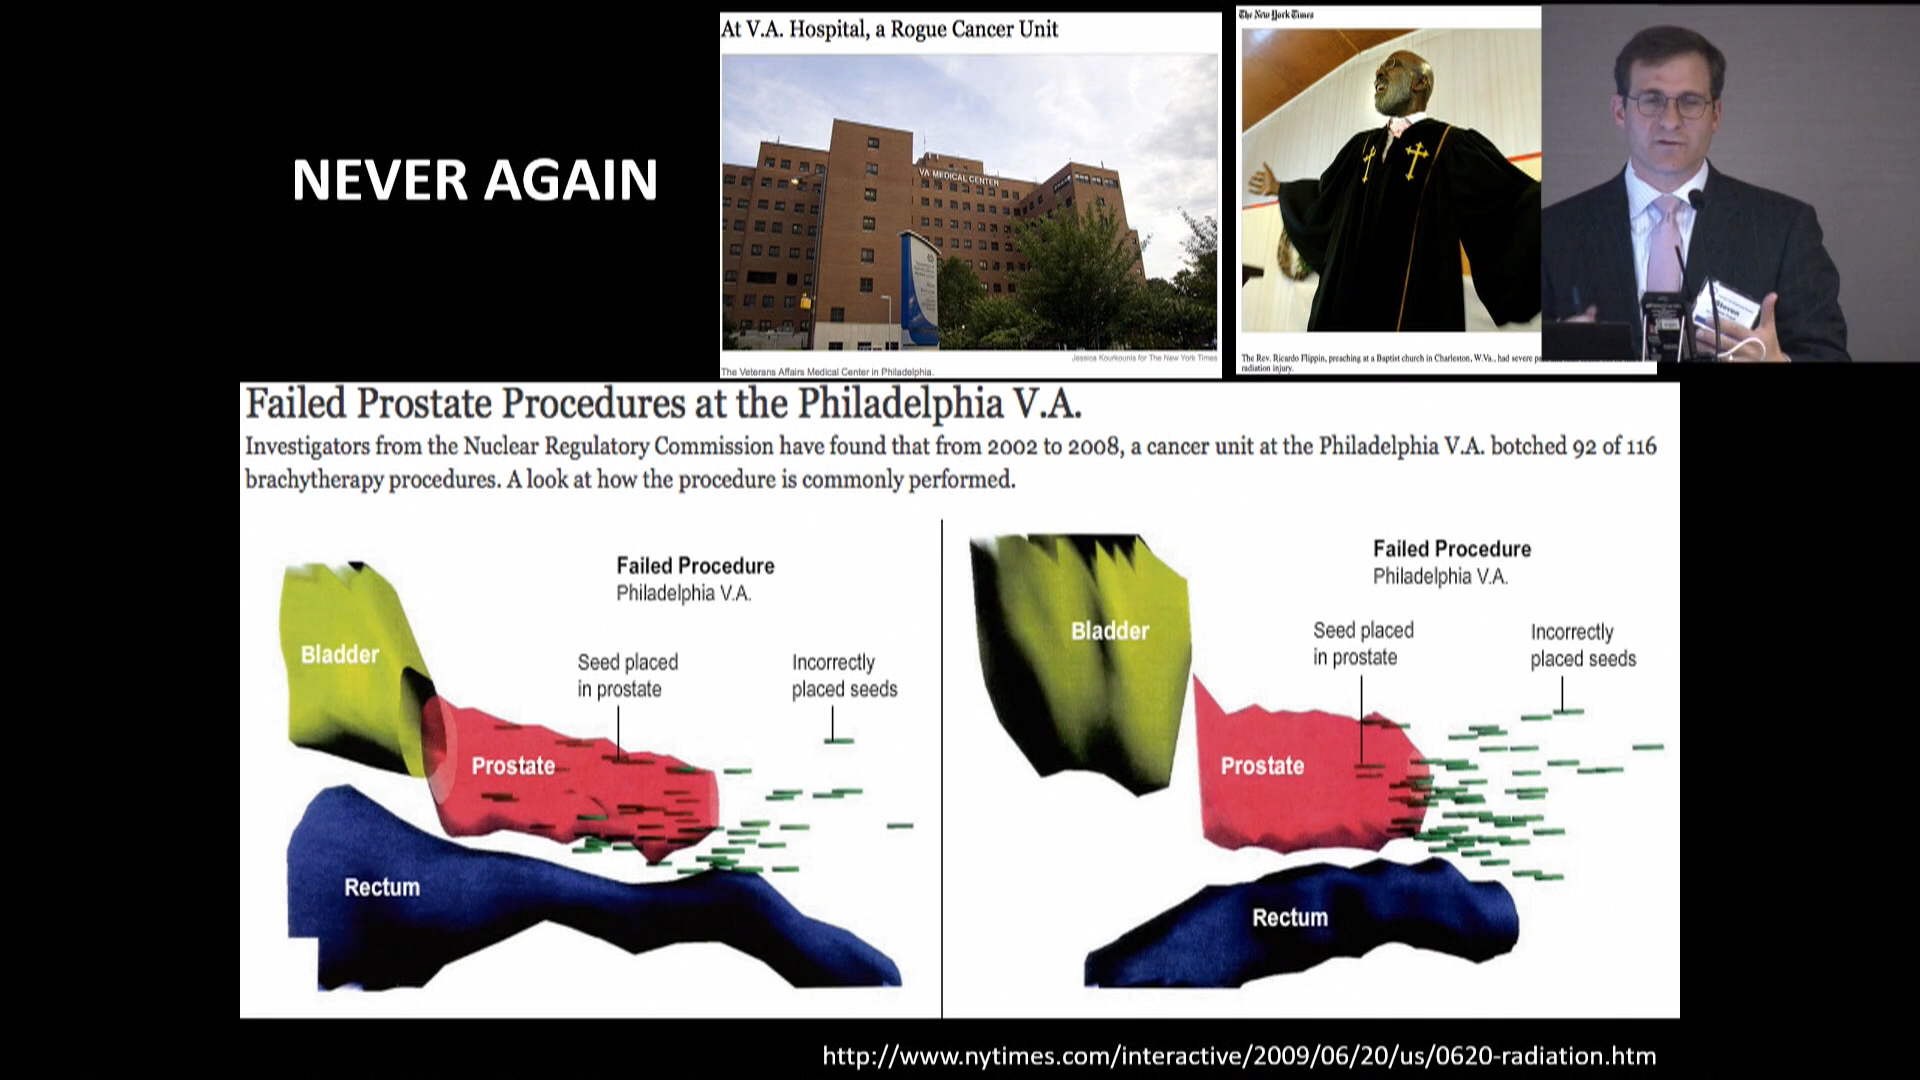 At V.A. Hospital, a Rogue Cancer Unit
The New York Times
NEVER AGAIN
VA MEDICAL CENTER
Steven
Jessica Kourkounis for The New York Times
The Veterans Affairs Medical Center in Philadelphia.
The Rev. Ricardo Flippin, preaching at a Baptist church in Charleston, W.Va., had severe
radiation injury.
Failed Prostate Procedures at the Philadelphia V.A.
Investigators from the Nuclear Regulatory Commission have found that from 2002 to 2008, a cancer unit at the Philadelphia V.A. botched 92 of 116
brachytherapy procedures. A look at how the procedure is commonly performed.
Failed Procedure
Philadelphia V.A.
Bladder
Seed placed
in prostate
Incorrectly
placed seeds
Prostate
Rectum
Failed Procedure
Philadelphia V.A.
Bladder
Seed placed
in prostate
Incorrectly
placed seeds
Prostate
Rectum
http://www.nytimes.com/interactive/2009/06/20/us/0620-radiation.htm